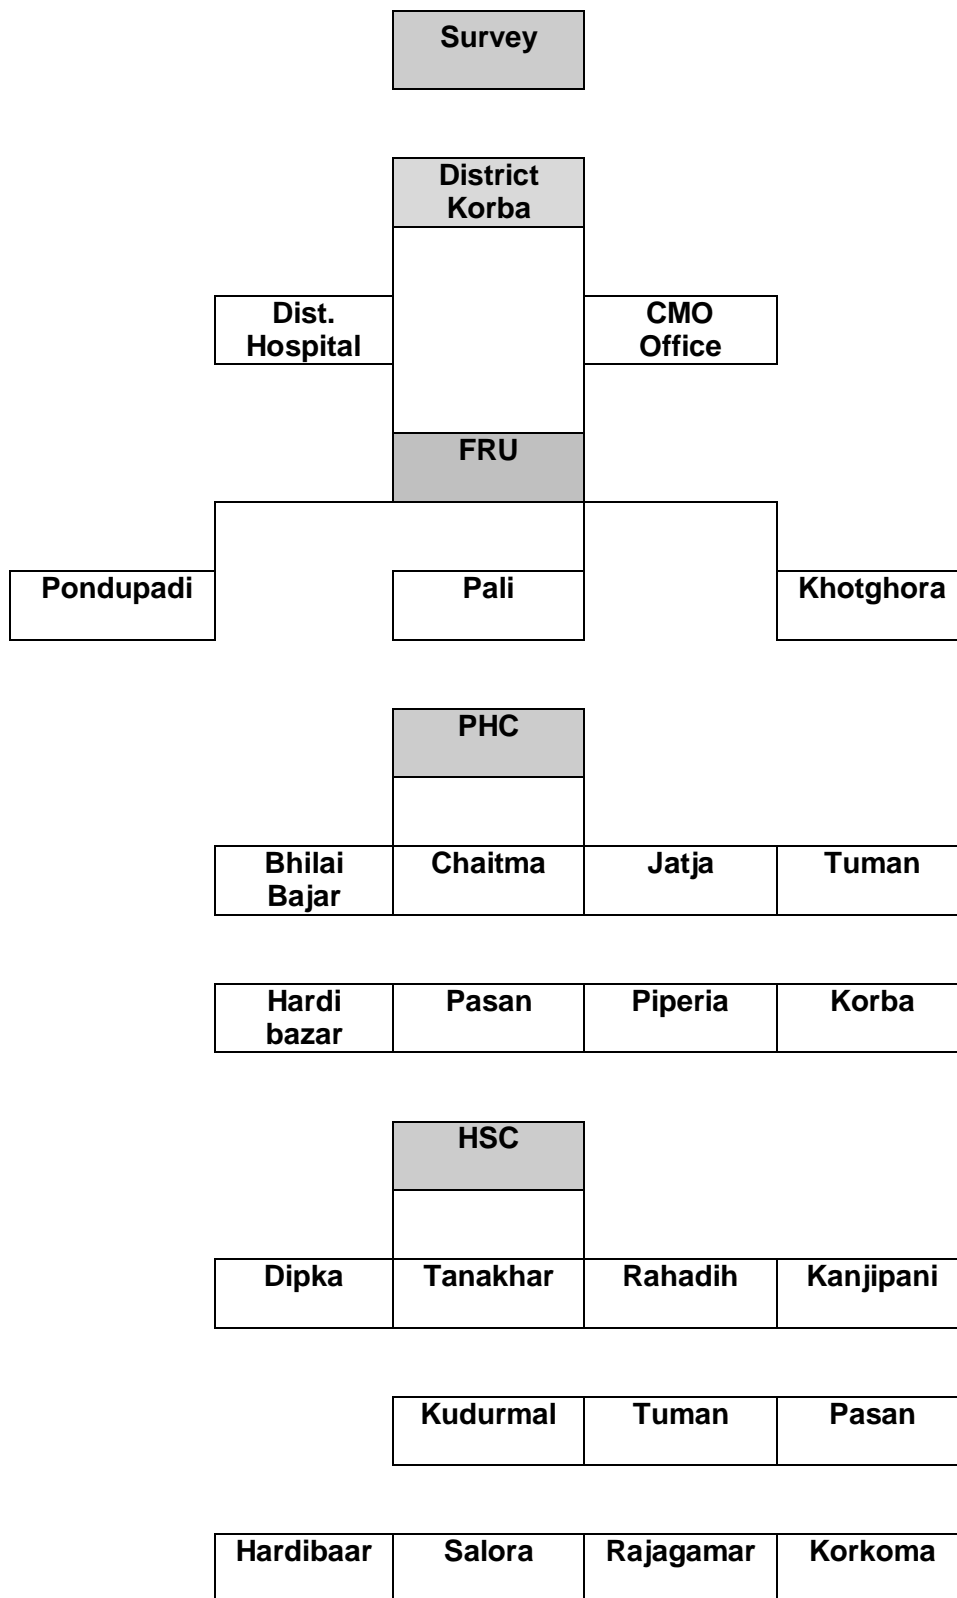 Survey
District
Korba
Dist.
Hospital
CMO
Office
FRU
Pondupadi
Pali
Khotghora
PHC
Bhilai
Bajar
Chaitma
Jatja
Tuman
Hardi
bazar
Pasan
Piperia
Korba
HSC
Dipka
Tanakhar
Rahadih
Kanjipani
Kudurmal
Tuman
Pasan
Hardibaar
Salora
Rajagamar
Korkoma